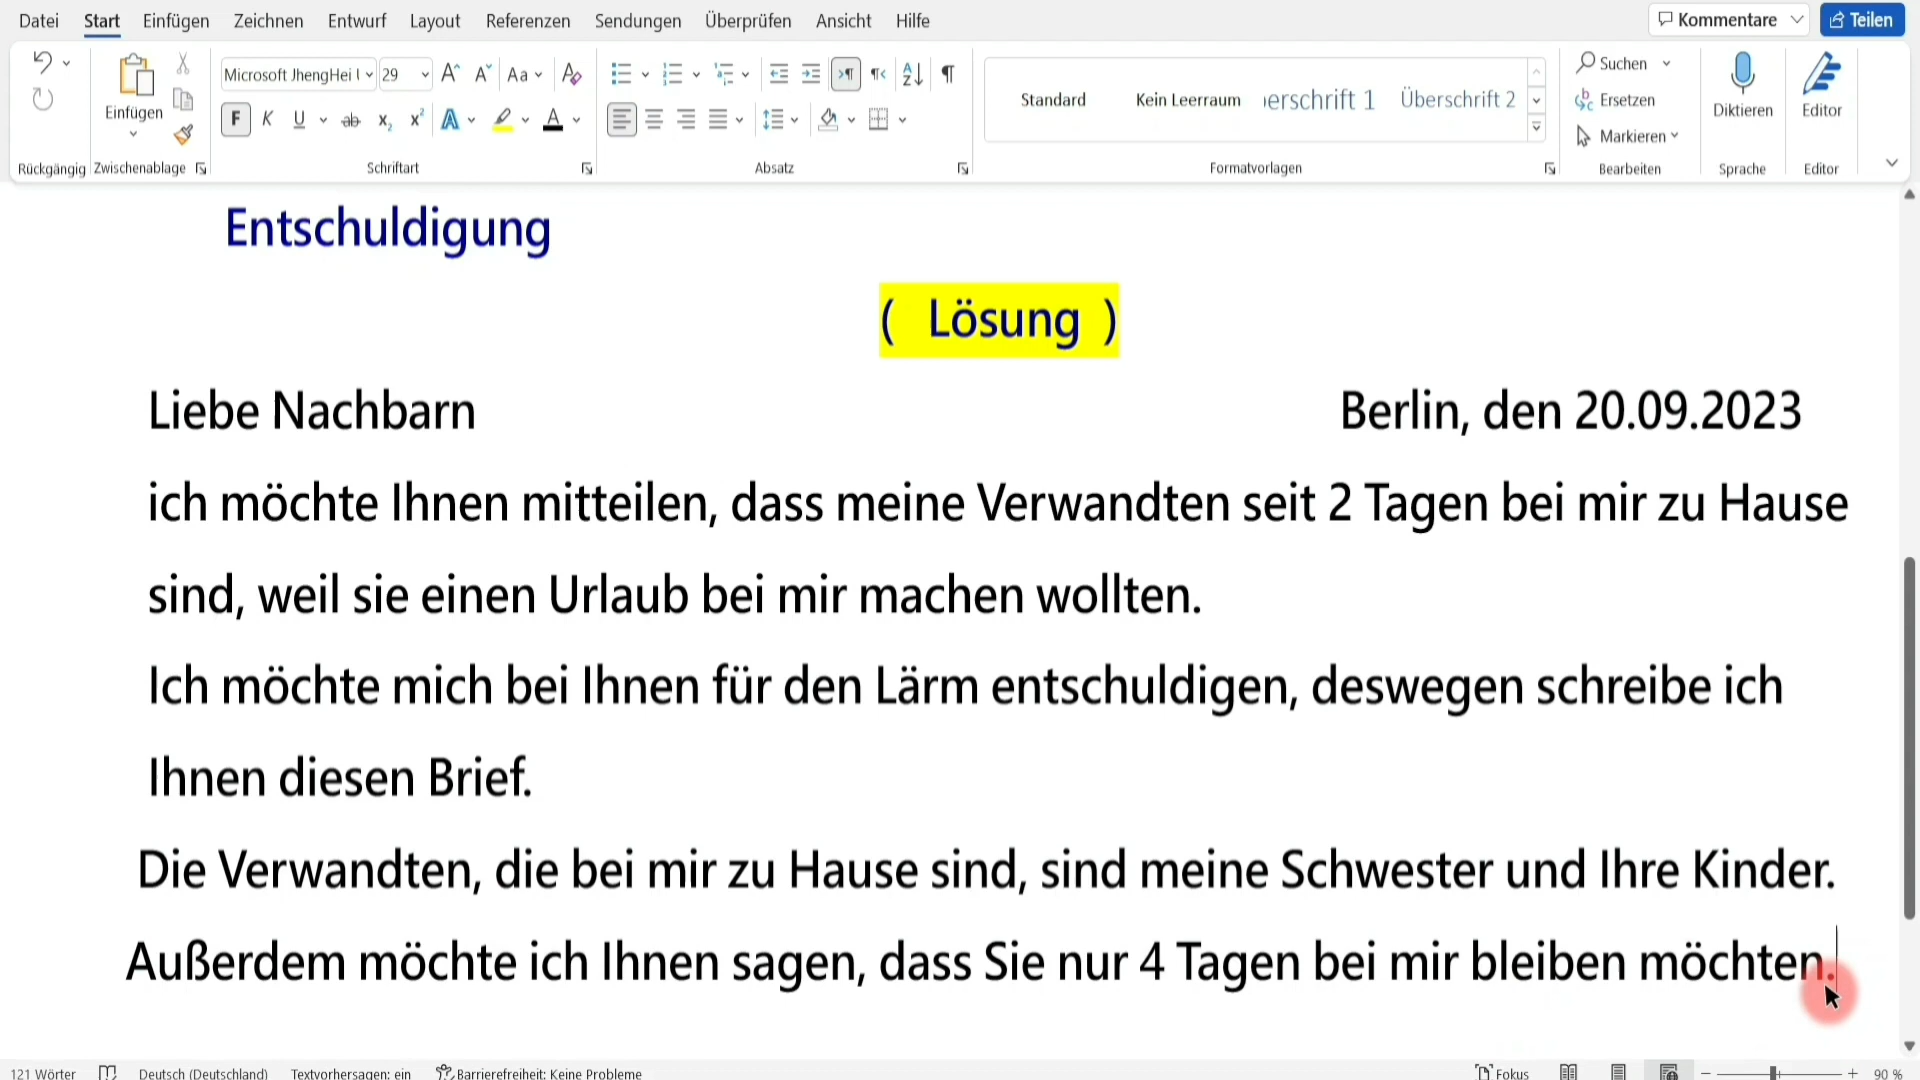 Datei Start Einfügen Zeichnen Entwurf Layout Referenzen Sendungen Überprüfen Ansicht Hilfe Kommentare Teilen
Microsoft JhengHei 29 Aa Suchen
Einfügen Standard Kein Leerraum erschrift 1 Überschrift 2 Ersetzen Diktieren Editor
F K U ab Markieren
Rückgängig Zwischenablage Schriftart Absatz Formatvorlagen Bearbeiten Sprache Editor
Entschuldigung
( Lösung )
Liebe Nachbarn Berlin, den 20.09.2023
ich möchte Ihnen mitteilen, dass meine Verwandten seit 2 Tagen bei mir zu Hause
sind, weil sie einen Urlaub bei mir machen wollten.
Ich möchte mich bei Ihnen für den Lärm entschuldigen, deswegen schreibe ich
Ihnen diesen Brief.
Die Verwandten, die bei mir zu Hause sind, sind meine Schwester und Ihre Kinder.
Außerdem möchte ich Ihnen sagen, dass Sie nur 4 Tagen bei mir bleiben möchten.
121 Wörter Deutsch (Deutschland) Textvorhersagen: ein Barrierefreiheit: Keine Probleme Fokus 90 %